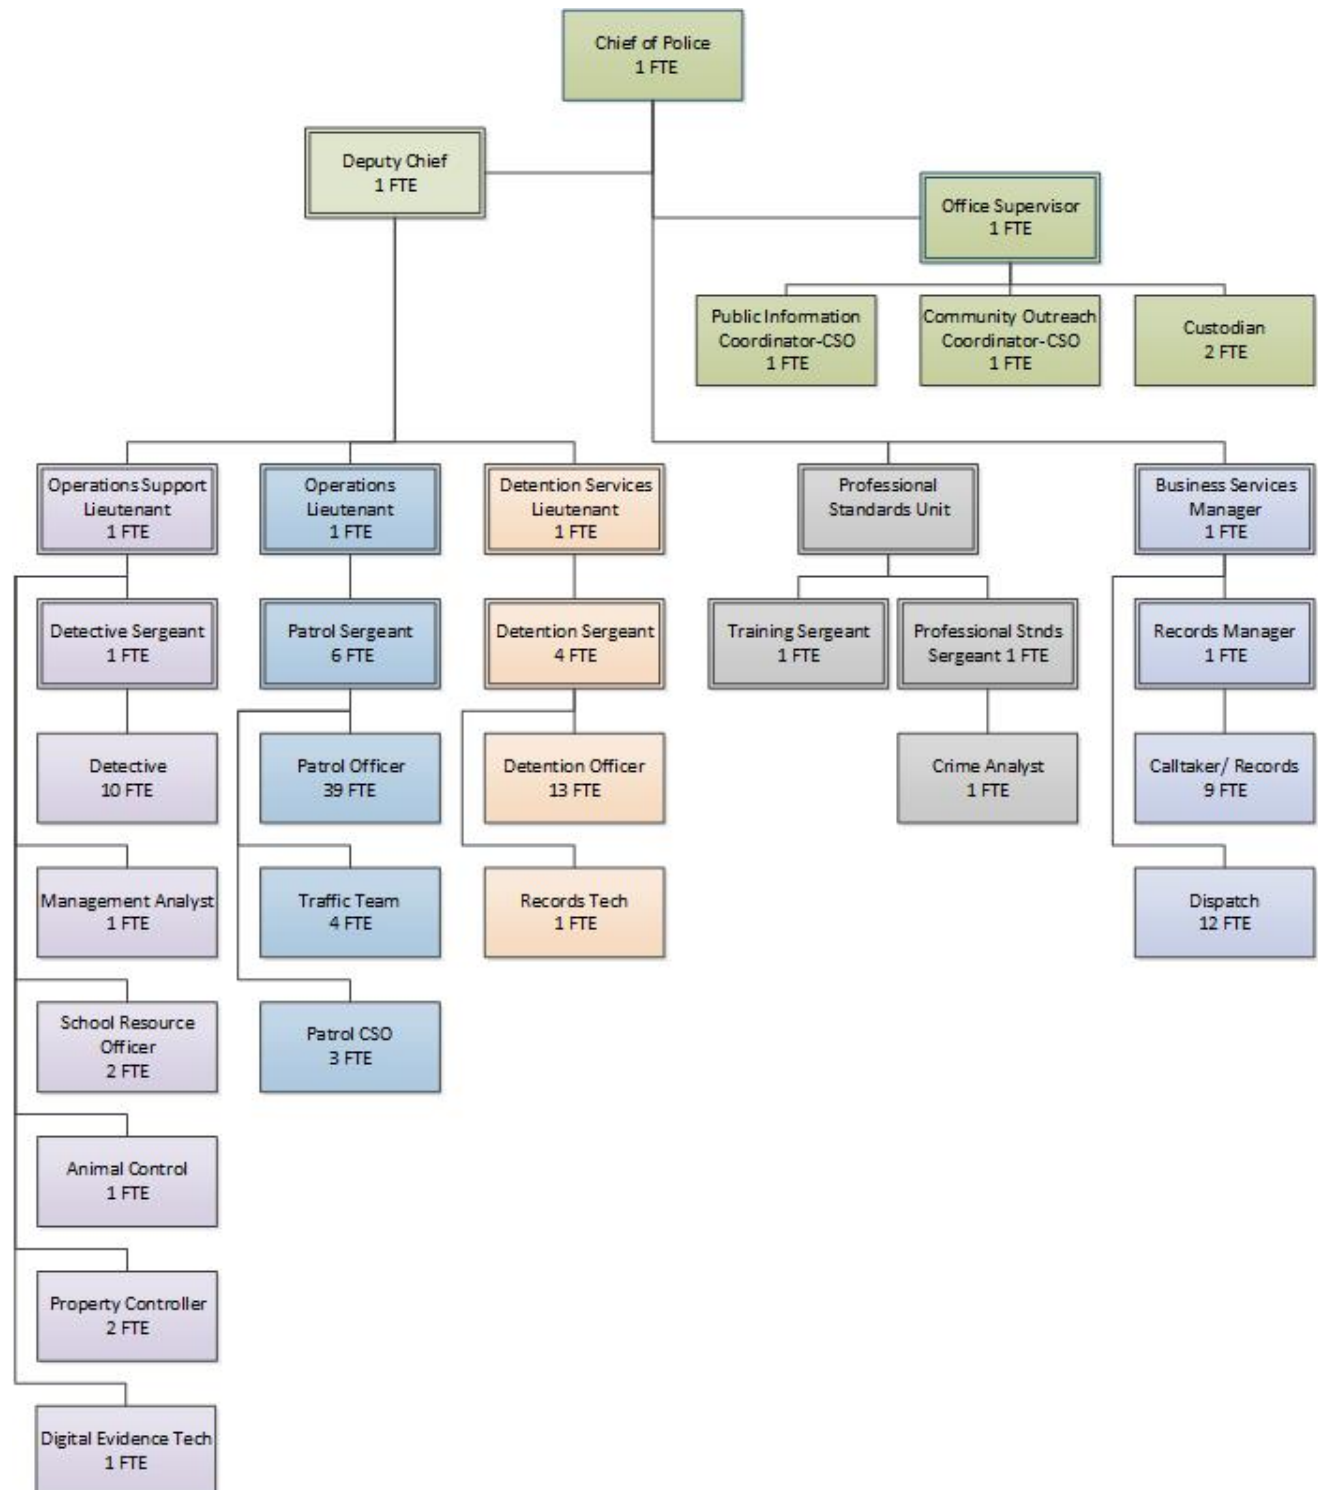 Chief of Police
1 FTE
Deputy Chief
1 FTE
Office Supervisor
1 FTE
Public Information
Coordinator-CSO
1 FTE
Community Outreach
Coordinator-CSO
1 FTE
Custodian
2 FTE
Operations Support
Lieutenant
1 FTE
Operations
Lieutenant
1 FTE
Detention Services
Lieutenant
1 FTE
Professional
Standards Unit
Business Services
Manager
1 FTE
Detective Sergeant
1 FTE
Patrol Sergeant
6 FTE
Detention Sergeant
4 FTE
Training Sergeant
1 FTE
Professional Stnds
Sergeant 1 FTE
Records Manager
1 FTE
Detective
10 FTE
Patrol Officer
39 FTE
Detention Officer
13 FTE
Crime Analyst
1 FTE
Calltaker/ Records
9 FTE
Management Analyst
1 FTE
Traffic Team
4 FTE
Records Tech
1 FTE
Dispatch
12 FTE
School Resource
Officer
2 FTE
Patrol CSO
3 FTE
Animal Control
1 FTE
Property Controller
2 FTE
Digital Evidence Tech
1 FTE